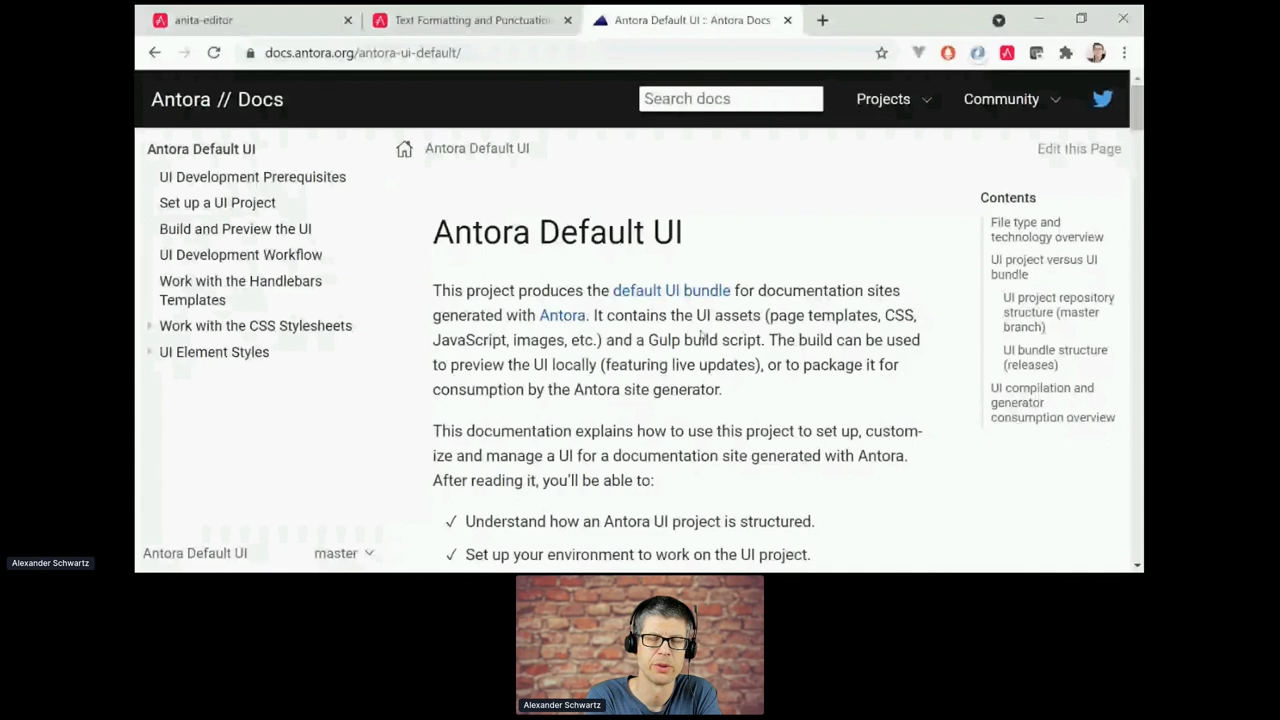 anita-editor
Text Formatting and Punctuation
Antora Default UI :: Antora Docs
docs.antora.org/antora-ui-default/
Antora // Docs
Search docs
Projects
Community
Antora Default UI
UI Development Prerequisites
Set up a UI Project
Build and Preview the UI
UI Development Workflow
Work with the Handlebars
Templates
Work with the CSS Stylesheets
UI Element Styles
Antora Default UI
master
Antora Default UI
Edit this Page
Antora Default UI
This project produces the default UI bundle for documentation sites
generated with Antora. It contains the UI assets (page templates, CSS,
JavaScript, images, etc.) and a Gulp build script. The build can be used
to preview the UI locally (featuring live updates), or to package it for
consumption by the Antora site generator.
This documentation explains how to use this project to set up, custom-
ize and manage a UI for a documentation site generated with Antora.
After reading it, you'll be able to:
✓ Understand how an Antora UI project is structured.
✓ Set up your environment to work on the UI project.
Contents
File type and
technology overview
UI project versus UI
bundle
UI project repository
structure (master
branch)
UI bundle structure
(releases)
UI compilation and
generator
consumption overview
Alexander Schwartz
Alexander Schwartz